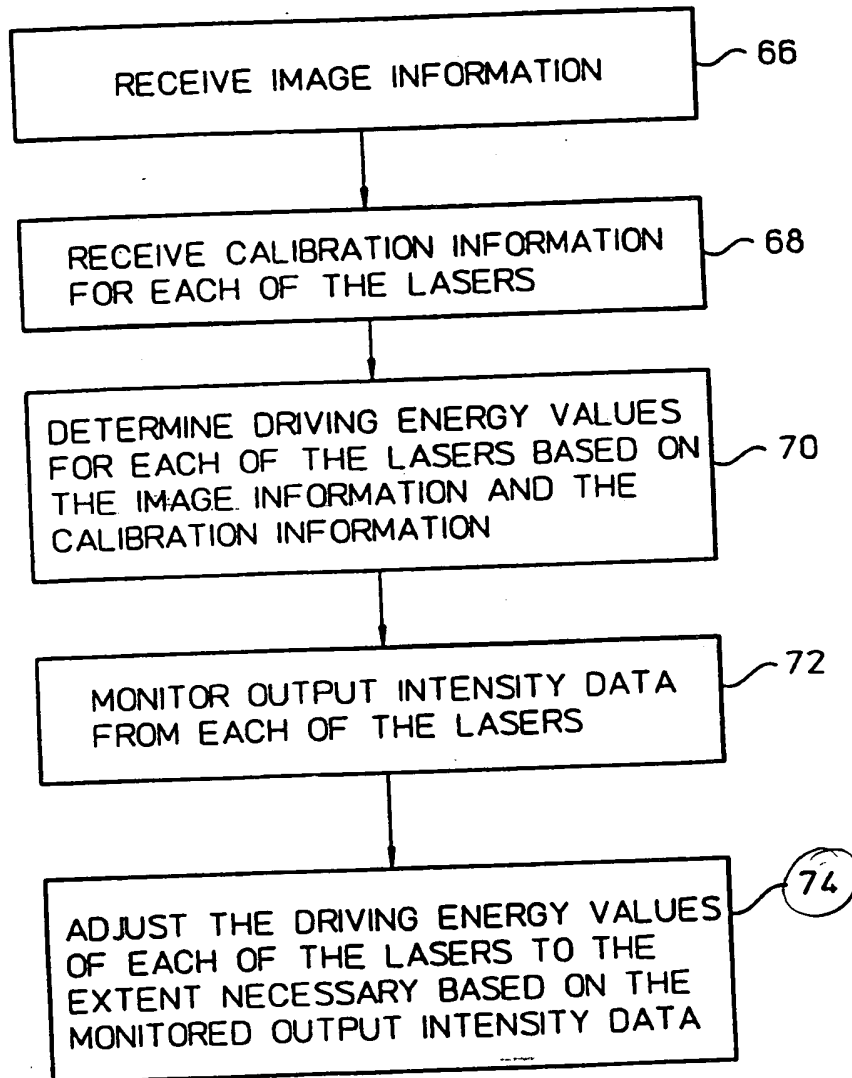 RECEIVE IMAGE INFORMATION
66
RECEIVE CALIBRATION INFORMATION
FOR EACH OF THE LASERS
68
DETERMINE DRIVING ENERGY VALUES
FOR EACH OF THE LASERS BASED ON
THE IMAGE INFORMATION AND THE
CALIBRATION INFORMATION
70
MONITOR OUTPUT INTENSITY DATA
FROM EACH OF THE LASERS
72
ADJUST THE DRIVING ENERGY VALUES
OF EACH OF THE LASERS TO THE
EXTENT NECESSARY BASED ON THE
MONITORED OUTPUT INTENSITY DATA
74